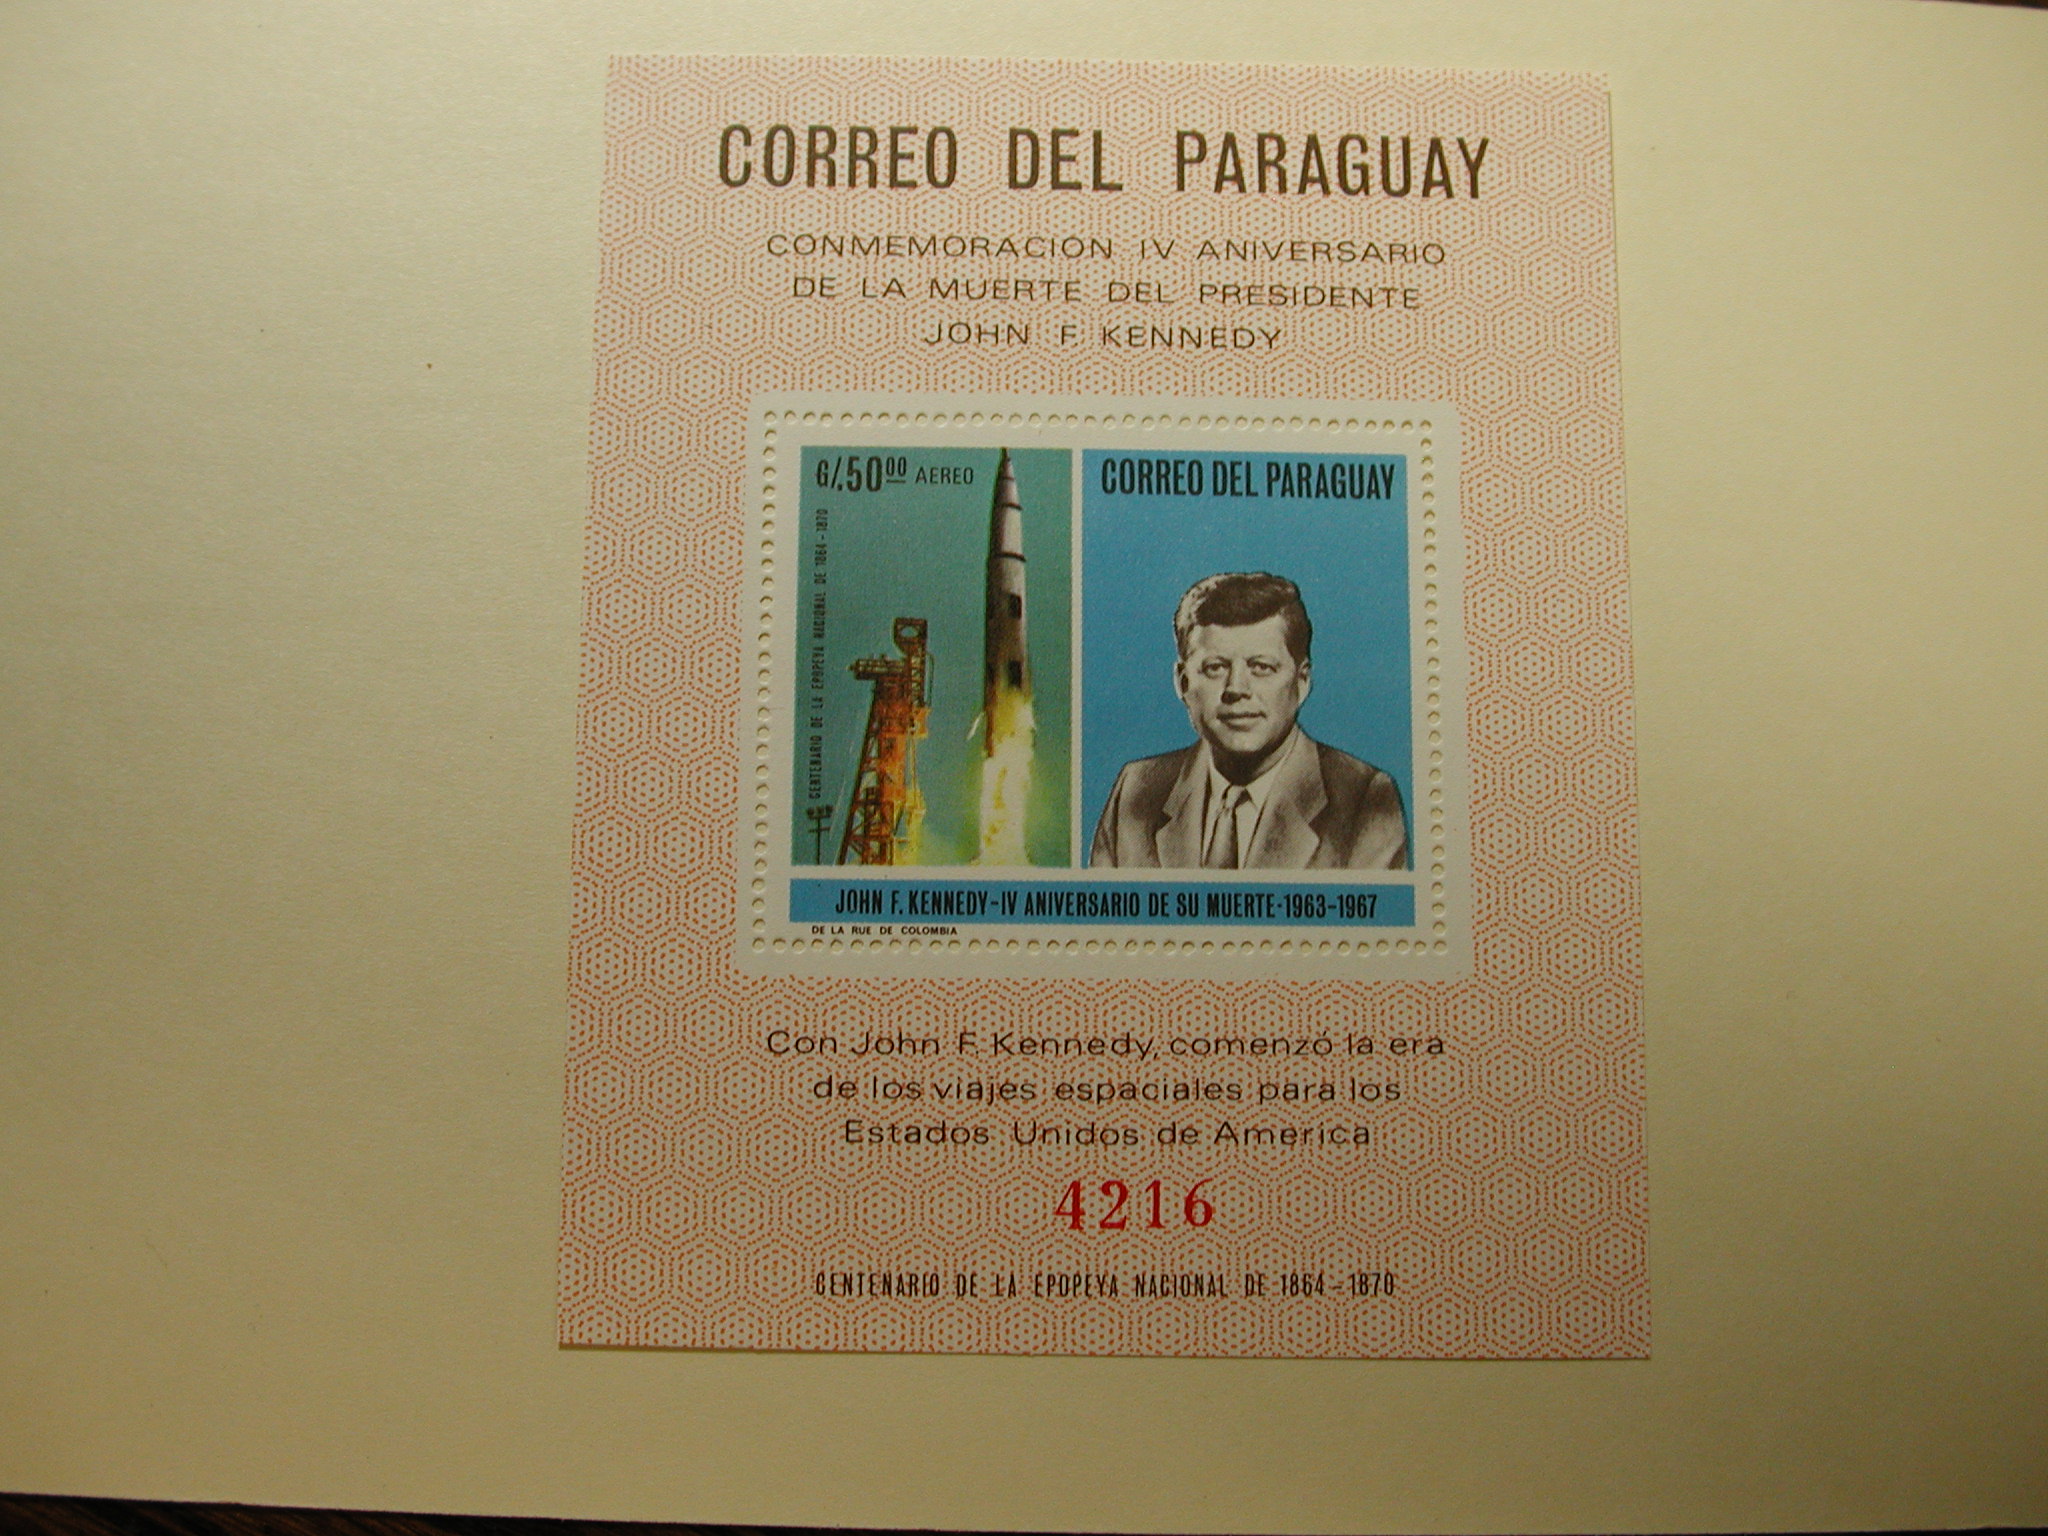 CORREO DEL PARAGUAY
CONMEMORACION IV ANIVERSARIO
DE LA MUERTE DEL PRESIDENTE
JOHN F. KENNEDY
G/.50⁰⁰ AEREO
CENTENARIO DE LA EPOPEYA NACIONAL DE 1864-1870
CORREO DEL PARAGUAY
JOHN F. KENNEDY-IV ANIVERSARIO DE SU MUERTE-1963-1967
DE LA RUE DE COLOMBIA
Con John F. Kennedy, comenzó la era
de los viajes espaciales para los
Estados Unidos de America
4216
CENTENARIO DE LA EPOPEYA NACIONAL DE 1864-1870